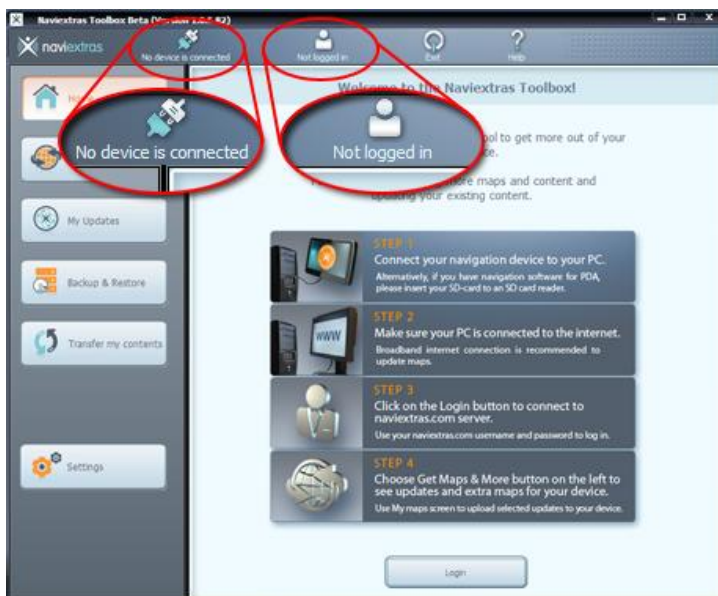 Naviextras Toolbox Beta
naviextras
No device is connected
Not logged in
Exit
Help
Welcome to the Naviextras Toolbox!
No device is connected
Not logged in
tool to get more out of your
more maps and content and
updating your existing content.
My Updates
Backup & Restore
Transfer my contents
Settings
STEP 1
Connect your navigation device to your PC.
Alternatively, if you have navigation software for PDA,
please insert your SD-card to an SD card reader.
STEP 2
Make sure your PC is connected to the internet.
Broadband internet connection is recommended to
update maps.
WWW
STEP 3
Click on the Login button to connect to
naviextras.com server.
Use your naviextras.com username and password to log in.
STEP 4
Choose Get Maps & More button on the left to
see updates and extra maps for your device.
Use My maps screen to upload selected updates to your device.
Login